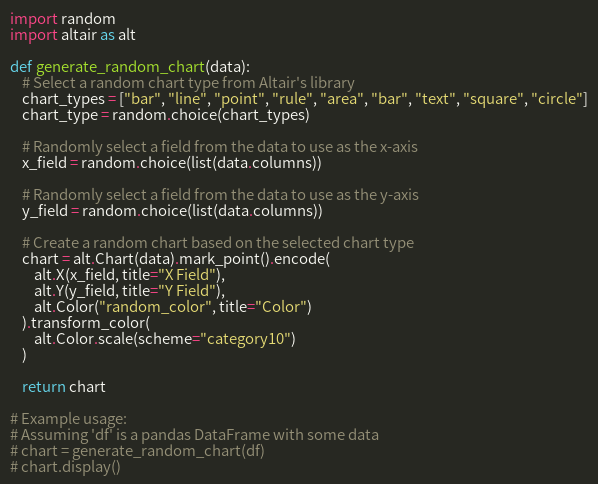 import random
import altair as alt
def generate_random_chart(data):
# Select a random chart type from Altair's library
chart_types = ["bar", "line", "point", "rule", "area", "bar", "text", "square", "circle"]
chart_type = random.choice(chart_types)
# Randomly select a field from the data to use as the x-axis
x_field = random.choice(list(data.columns))
# Randomly select a field from the data to use as the y-axis
y_field = random.choice(list(data.columns))
# Create a random chart based on the selected chart type
chart = alt.Chart(data).mark_point().encode(
alt.X(x_field, title="X Field"),
alt.Y(y_field, title="Y Field"),
alt.Color("random_color", title="Color")
).transform_color(
alt.Color.scale(scheme="category10")
)
return chart
# Example usage:
# Assuming 'df' is a pandas DataFrame with some data
# chart = generate_random_chart(df)
# chart.display()